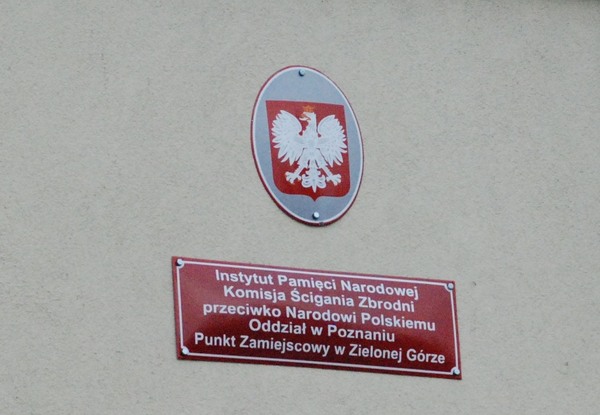 Instytut Pamięci Narodowej
Komisja Ścigania Zbrodni
przeciwko Narodowi Polskiemu
Oddział w Poznaniu
Punkt Zamiejscowy w Zielonej Górze